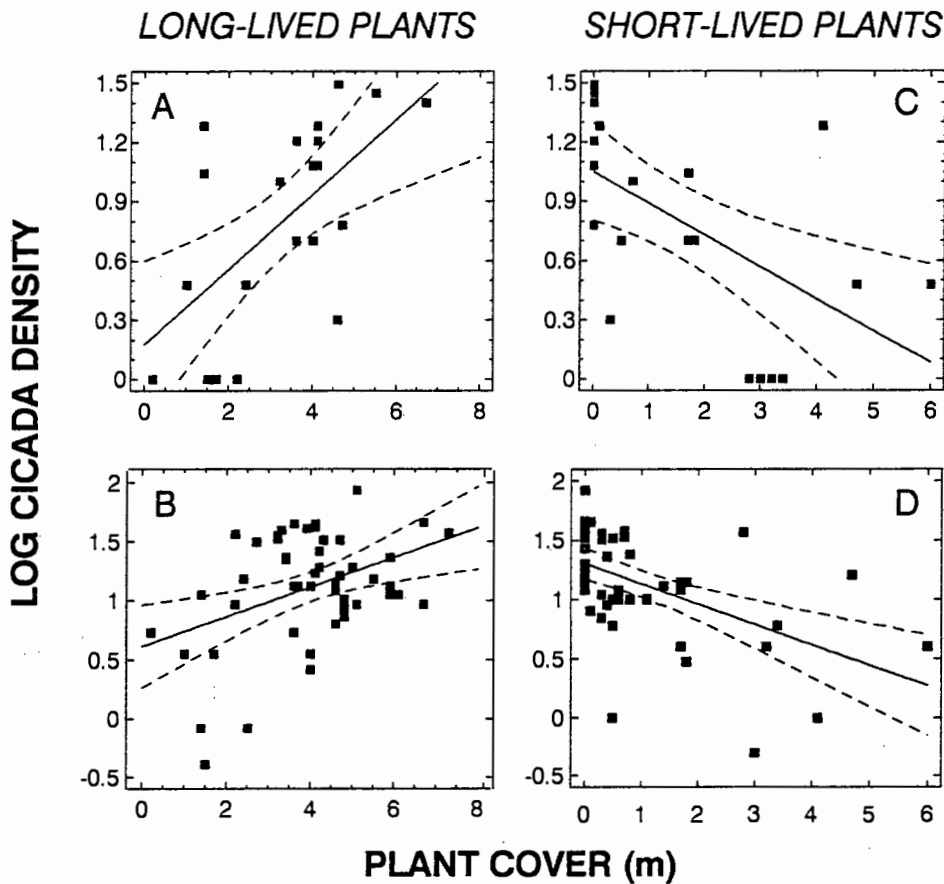 LONG-LIVED PLANTS
SHORT-LIVED PLANTS
LOG CICADA DENSITY
A
1.5
1.2
0.9
0.6
0.3
0
0 2 4 6 8
C
1.5
1.2
0.9
0.6
0.3
0
0 1 2 3 4 5 6
B
2
1.5
1
0.5
0
-0.5
0 2 4 6 8
D
2
1.5
1
0.5
0
-0.5
0 1 2 3 4 5 6
PLANT COVER (m)